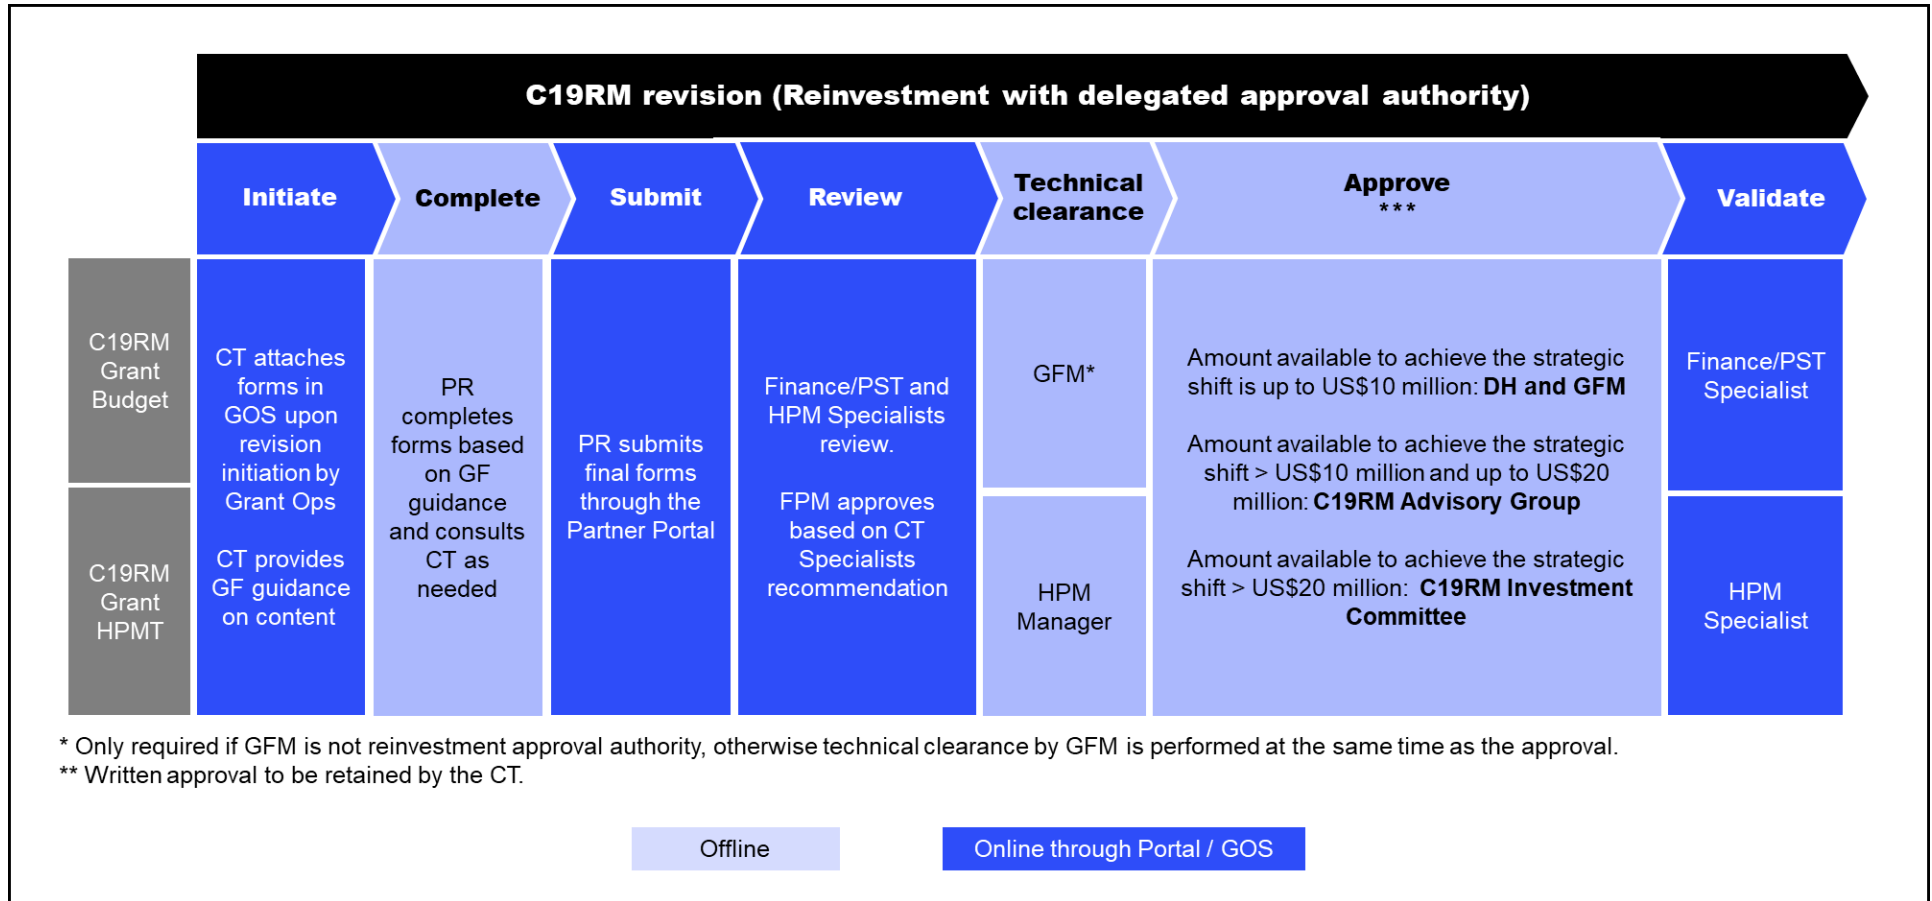 C19RM revision (Reinvestment with delegated approval authority)
Initiate
Complete
Submit
Review
Technical
clearance
Approve
***
Validate
C19RM
Grant
Budget
C19RM
Grant
HPMT
CT attaches
forms in
GOS upon
revision
initiation by
Grant Ops
CT provides
GF guidance
on content
PR
completes
forms based
on GF
guidance
and consults
CT as
needed
PR submits
final forms
through the
Partner Portal
Finance/PST and
HPM Specialists
review.
FPM approves
based on CT
Specialists
recommendation
GFM*
HPM
Manager
Amount available to achieve the strategic
shift is up to US$10 million: DH and GFM
Amount available to achieve the strategic
shift > US$10 million and up to US$20
million: C19RM Advisory Group
Amount available to achieve the strategic
shift > US$20 million: C19RM Investment
Committee
Finance/PST
Specialist
HPM
Specialist
* Only required if GFM is not reinvestment approval authority, otherwise technical clearance by GFM is performed at the same time as the approval.
** Written approval to be retained by the CT.
Offline
Online through Portal / GOS